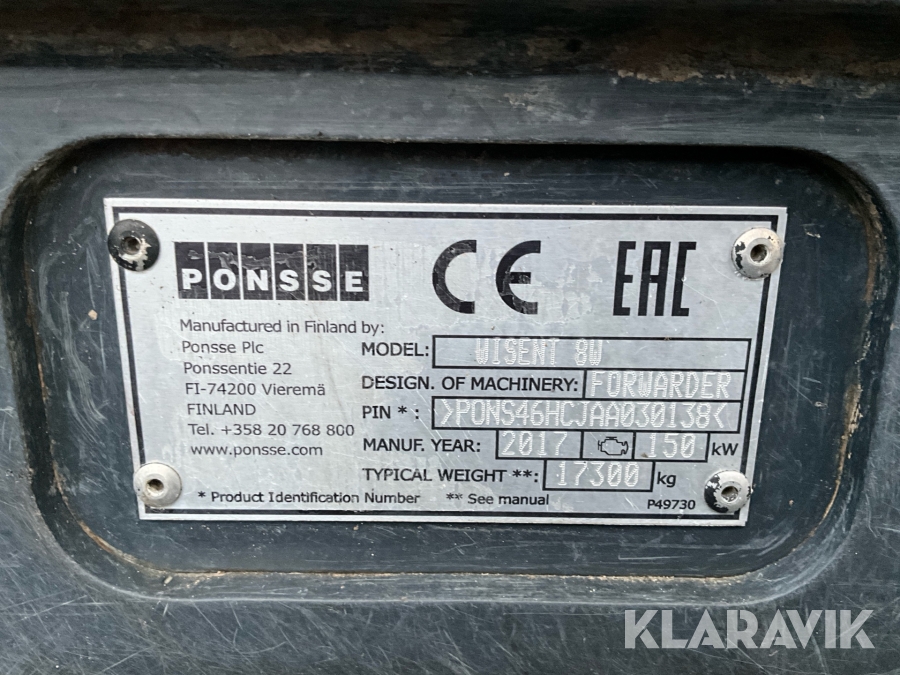 PONSSE CE EAC
Manufactured in Finland by:
Ponsse Plc
Ponssentie 22
FI-74200 Vieremä
FINLAND
Tel. +358 20 768 800
www.ponsse.com
MODEL: WISENT 8W
DESIGN. OF MACHINERY: FORWARDER
PIN * : >PONS46HCJAA030138<
MANUF. YEAR: 2017 150 kW
TYPICAL WEIGHT **: 17300 kg
* Product Identification Number ** See manual
P49730
KLARAVIK